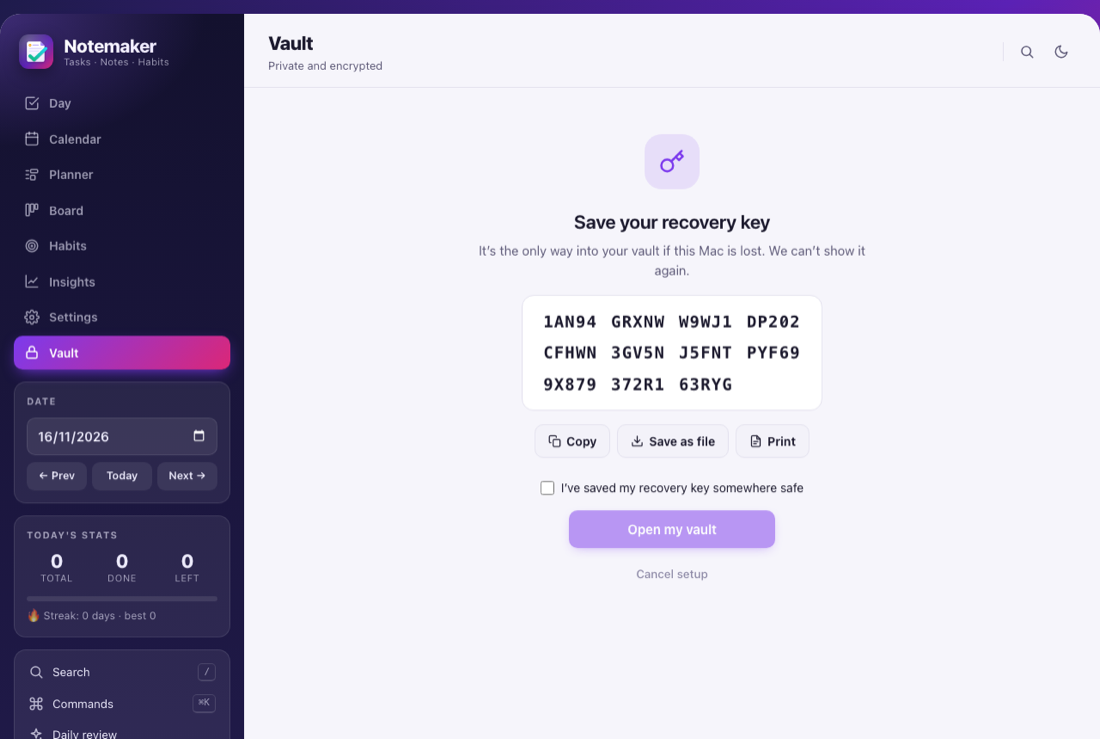 Notemaker
Tasks · Notes · Habits
Day
Calendar
Planner
Board
Habits
Insights
Settings
Vault
DATE
16/11/2026
← Prev
Today
Next →
TODAY'S STATS
0 0 0
TOTAL DONE LEFT
🔥 Streak: 0 days · best 0
Search /
Commands ⌘K
Daily review
Vault
Private and encrypted
Save your recovery key
It’s the only way into your vault if this Mac is lost. We can’t show it
again.
1AN94 GRXNW W9WJ1 DP202
CFHWN 3GV5N J5FNT PYF69
9X879 372R1 63RYG
Copy
Save as file
Print
I've saved my recovery key somewhere safe
Open my vault
Cancel setup